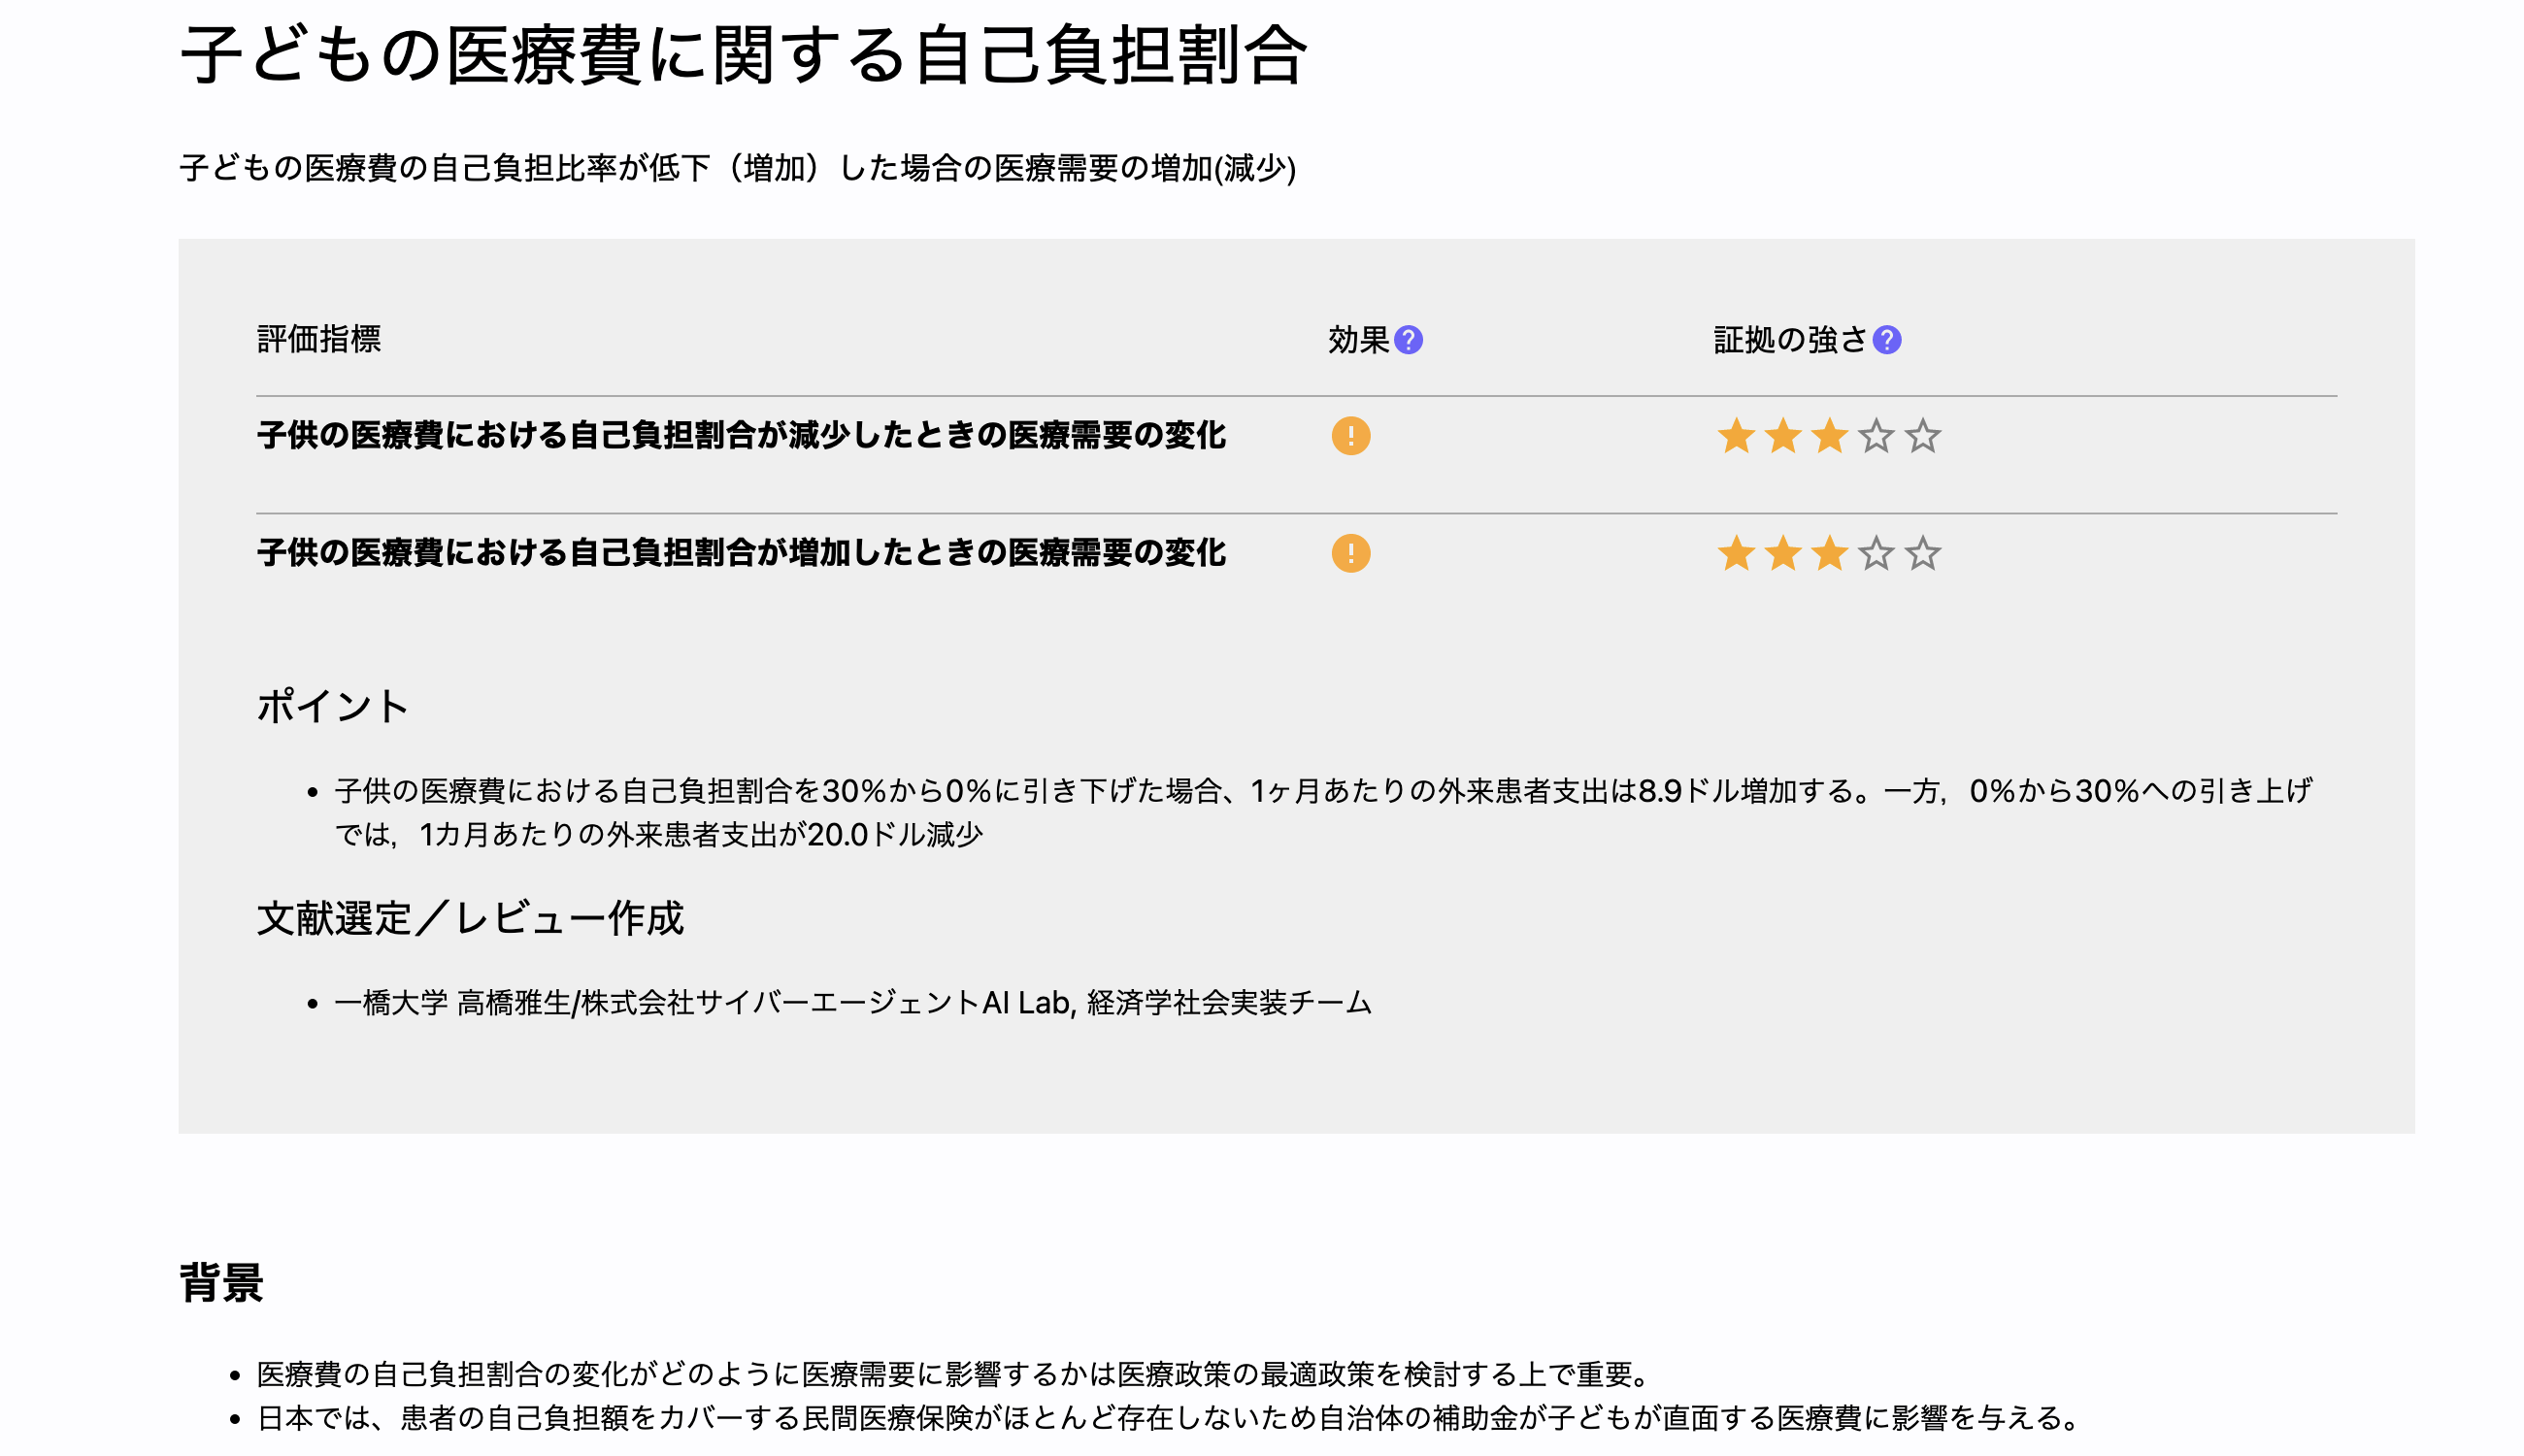 子どもの医療費に関する自己負担割合
子どもの医療費の自己負担比率が低下（増加）した場合の医療需要の増加(減少)
評価指標 効果? 証拠の強さ?
子供の医療費における自己負担割合が減少したときの医療需要の変化 ! ★★★☆☆
子供の医療費における自己負担割合が増加したときの医療需要の変化 ! ★★★☆☆
ポイント
• 子供の医療費における自己負担割合を30%から0%に引き下げた場合、1ヶ月あたりの外来患者支出は8.9ドル増加する。一方，0%から30%への引き上げ
では，1カ月あたりの外来患者支出が20.0ドル減少
文献選定／レビュー作成
• 一橋大学 高橋雅生/株式会社サイバーエージェントAI Lab, 経済学社会実装チーム
背景
• 医療費の自己負担割合の変化がどのように医療需要に影響するかは医療政策の最適政策を検討する上で重要。
• 日本では、患者の自己負担額をカバーする民間医療保険がほとんど存在しないため自治体の補助金が子どもが直面する医療費に影響を与える。